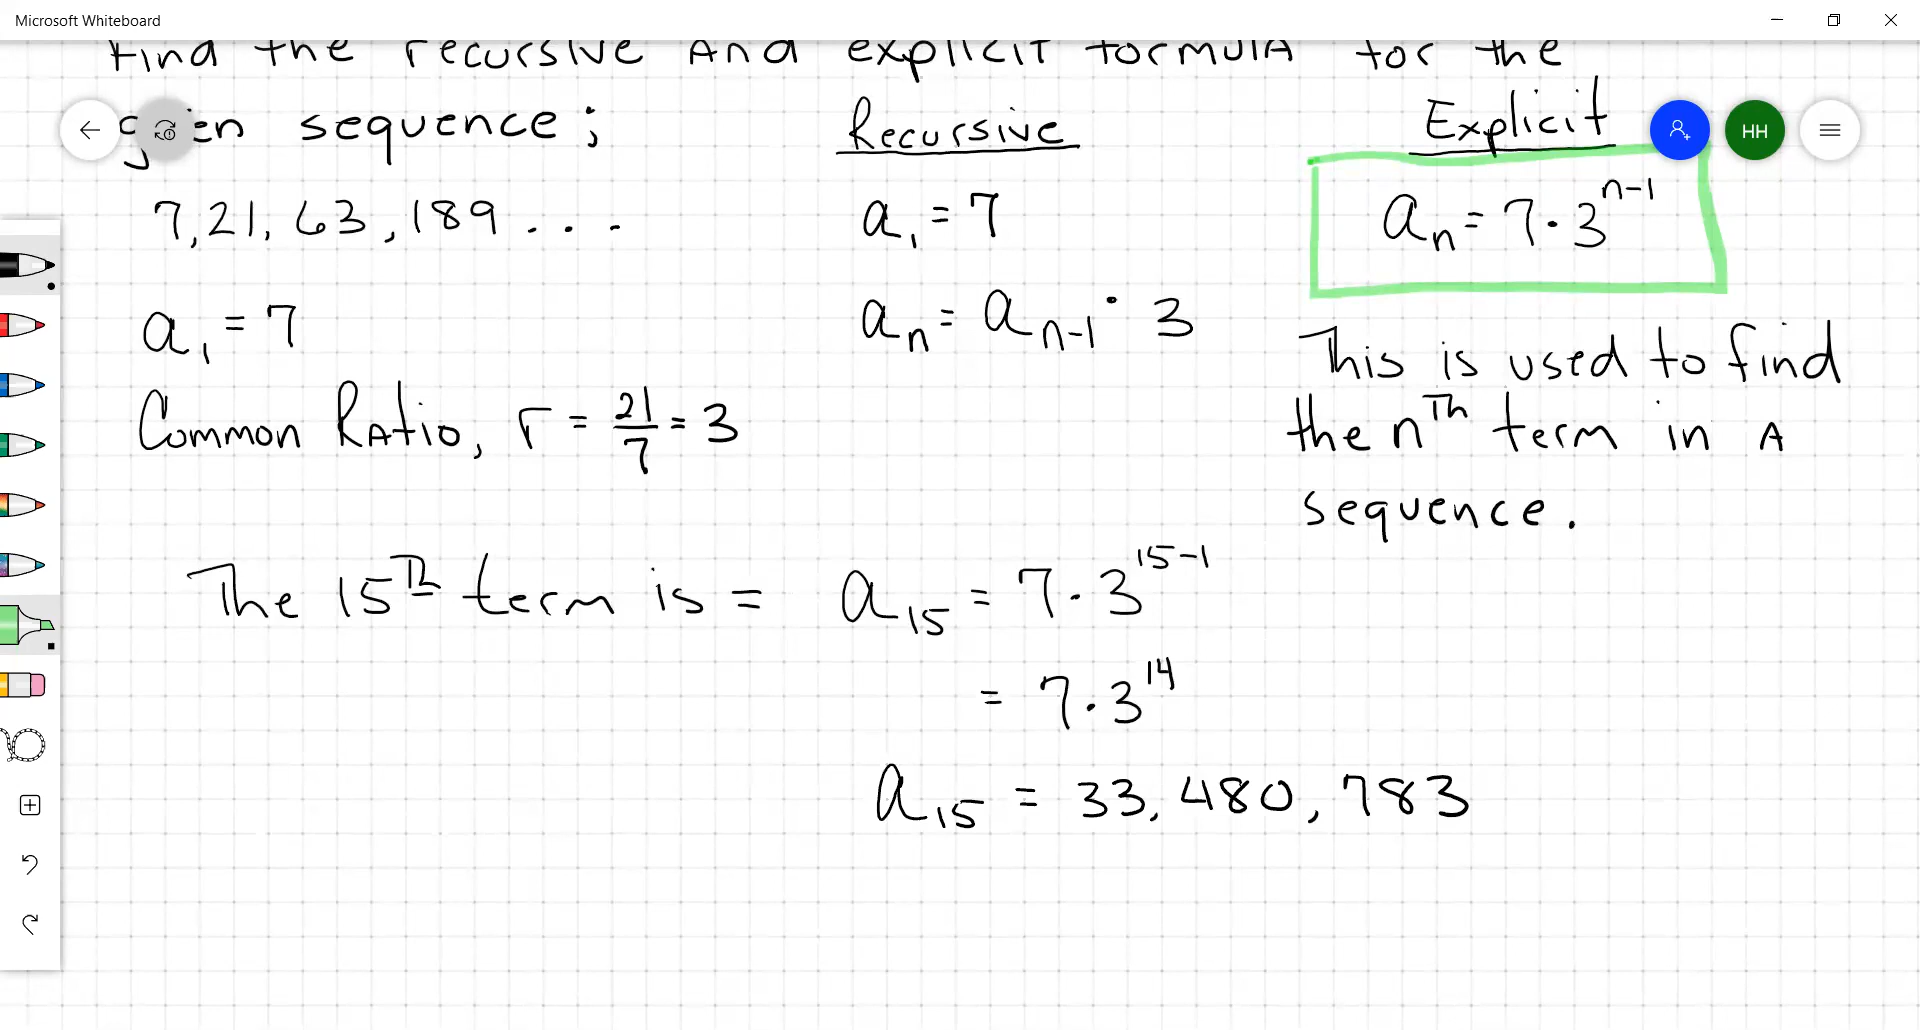 Microsoft Whiteboard
Find the recursive And explicit formulA for the
given sequence;
Recursive
Explicit
HH
7, 21, 63, 189 . . .
a₁ = 7
aₙ = 7 · 3ⁿ⁻¹
a₁ = 7
aₙ = aₙ₋₁ · 3
This is used to find
the nᵀʰ term in A
sequence.
Common RAtio, r = 21/7 = 3
The 15ᵀʰ term is = a₁₅ = 7 · 3¹⁵⁻¹
= 7 · 3¹⁴
a₁₅ = 33,480,783